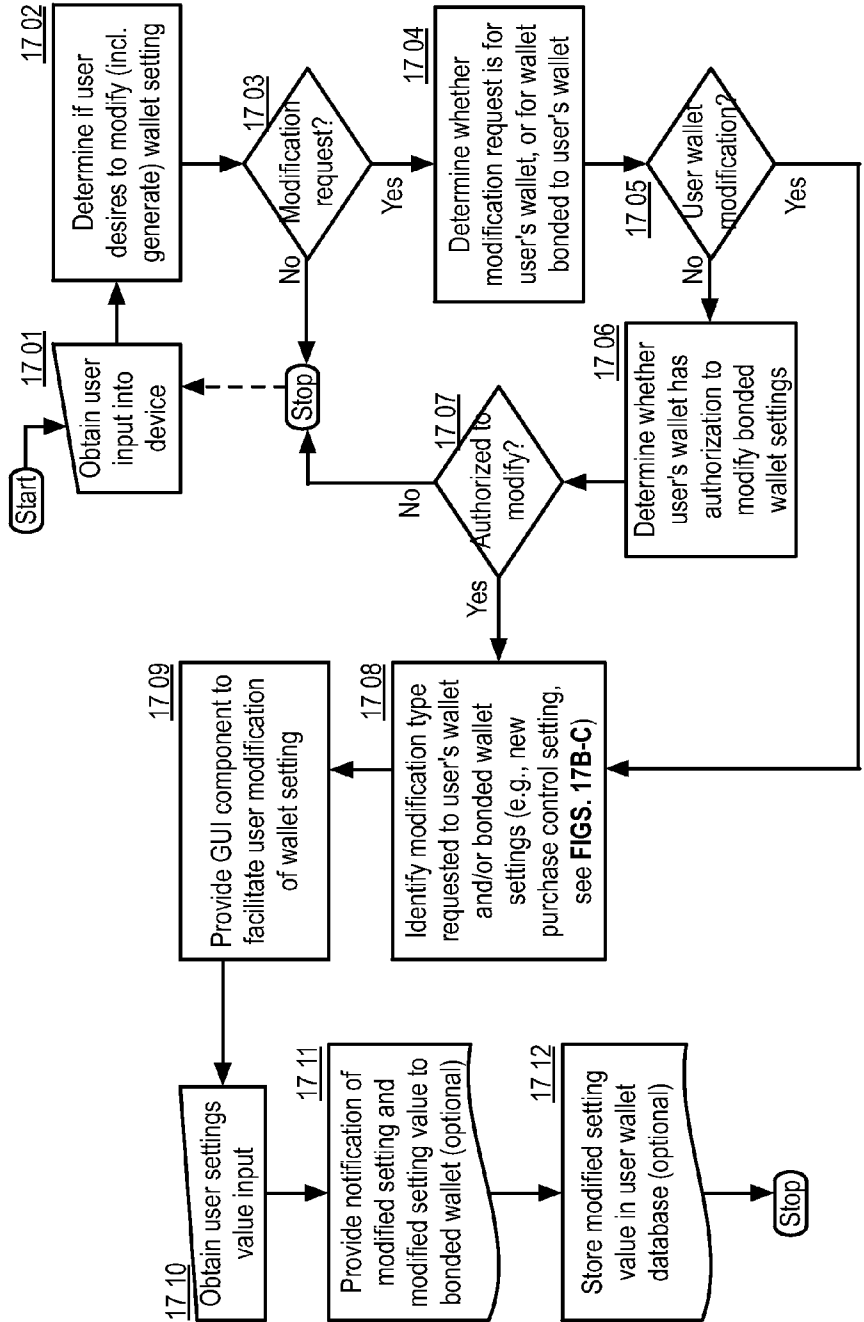 Start
17 01
Obtain user
input into
device
17 02
Determine if user
desires to modify (incl.
generate) wallet setting
17 03
Modification
request?
No
Yes
Stop
17 04
Determine whether
modification request is for
user's wallet, or for wallet
bonded to user's wallet
17 05
User wallet
modification?
No
Yes
17 06
Determine whether
user's wallet has
authorization to
modify bonded
wallet settings
17 07
Authorized to
modify?
No
Yes
17 08
Identify modification type
requested to user's wallet
and/or bonded wallet
settings (e.g., new
purchase control setting,
see FIGS. 17B-C)
17 09
Provide GUI component to
facilitate user modification
of wallet setting
17 10
Obtain user settings
value input
17 11
Provide notification of
modified setting and
modified setting value to
bonded wallet (optional)
17 12
Store modified setting
value in user wallet
database (optional)
Stop